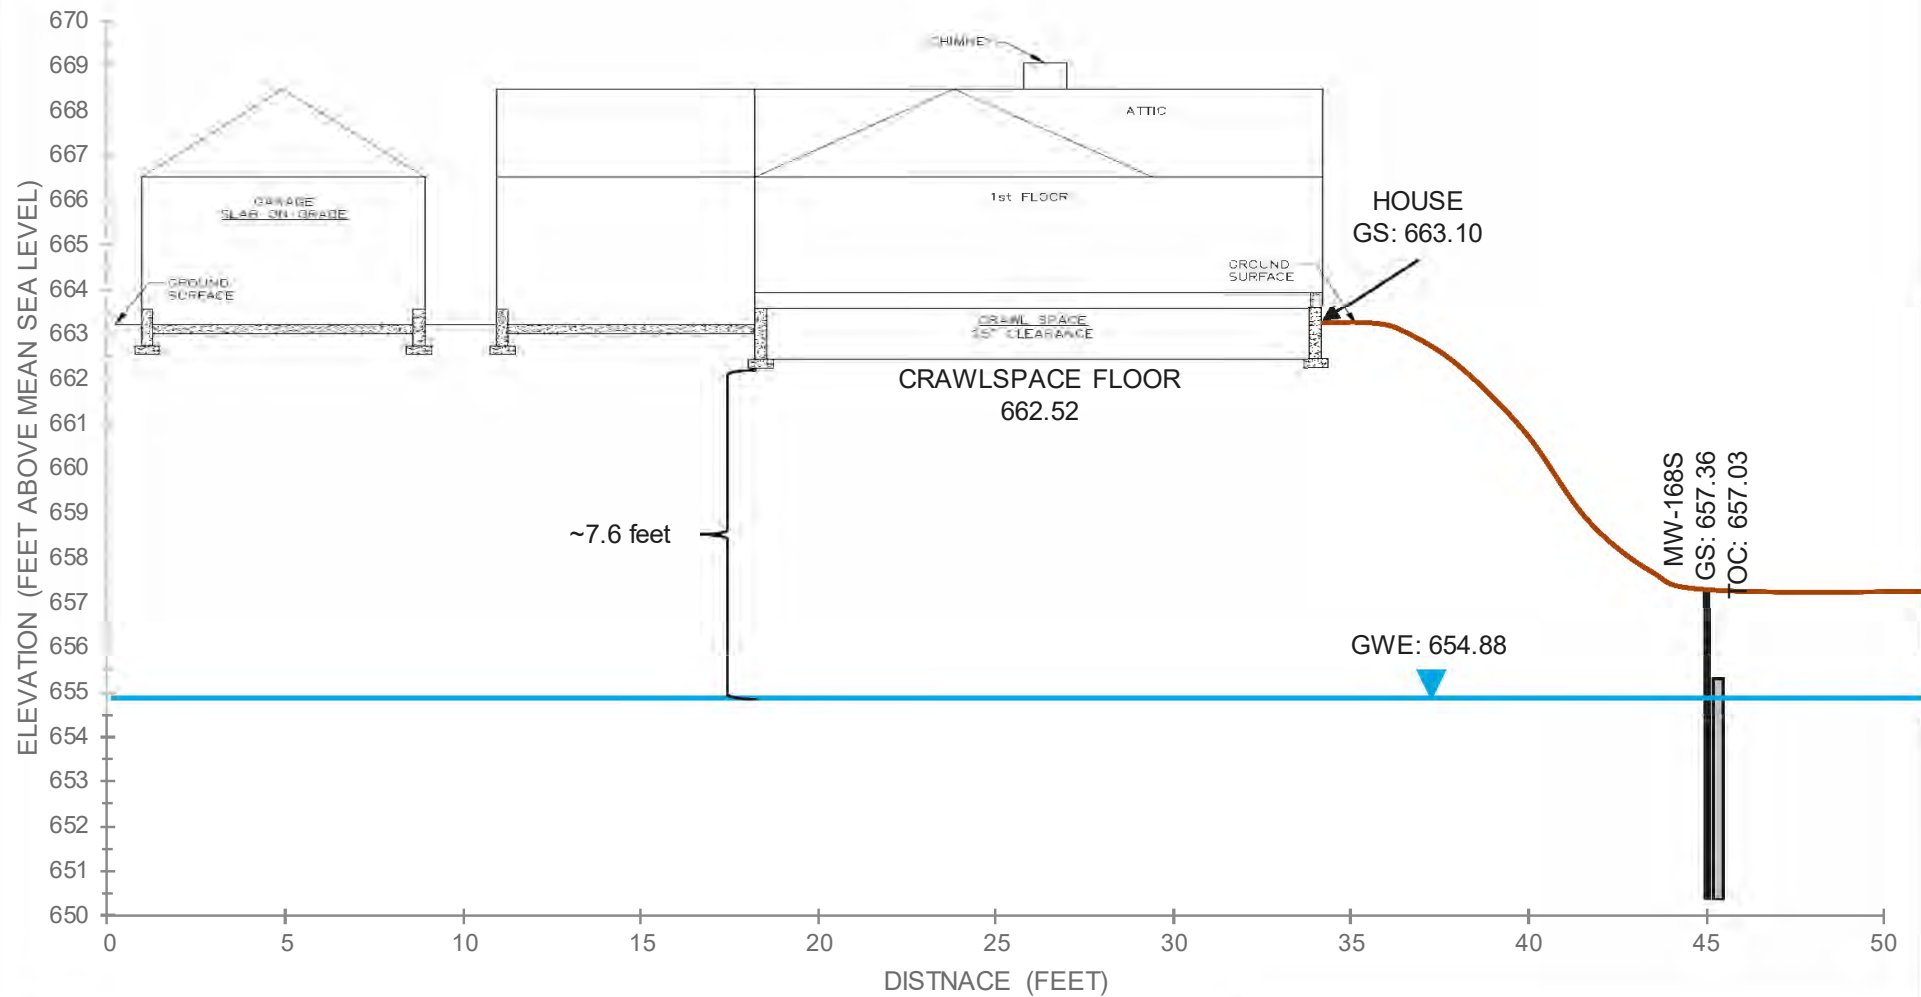 ELEVATION (FEET ABOVE MEAN SEA LEVEL)
670
669
668
667
666
665
664
663
662
661
660
659
658
657
656
655
654
653
652
651
650
CHIMNEY
ATTIC
GARAGE
SLAB ON GRADE
1st FLOOR
HOUSE
GS: 663.10
GROUND
SURFACE
GROUND
SURFACE
CRAWL SPACE
15" CLEARANCE
CRAWLSPACE FLOOR
662.52
~7.6 feet
MW-168S
GS: 657.36
TOC: 657.03
GWE: 654.88
0
5
10
15
20
25
30
35
40
45
50
DISTNACE (FEET)